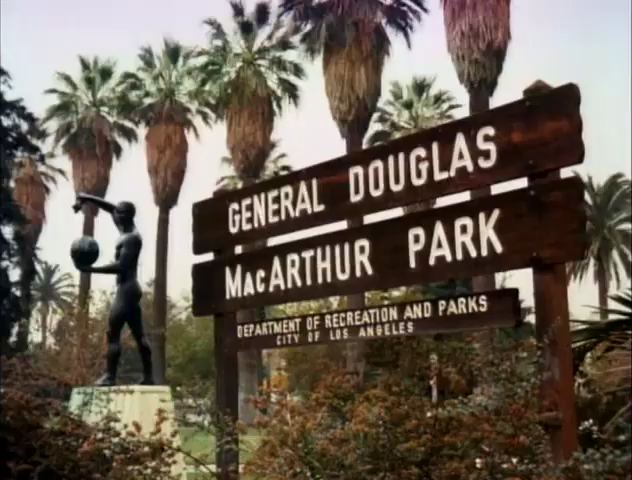 GENERAL DOUGLAS
MACARTHUR PARK
DEPARTMENT OF RECREATION AND PARKS
CITY OF LOS ANGELES